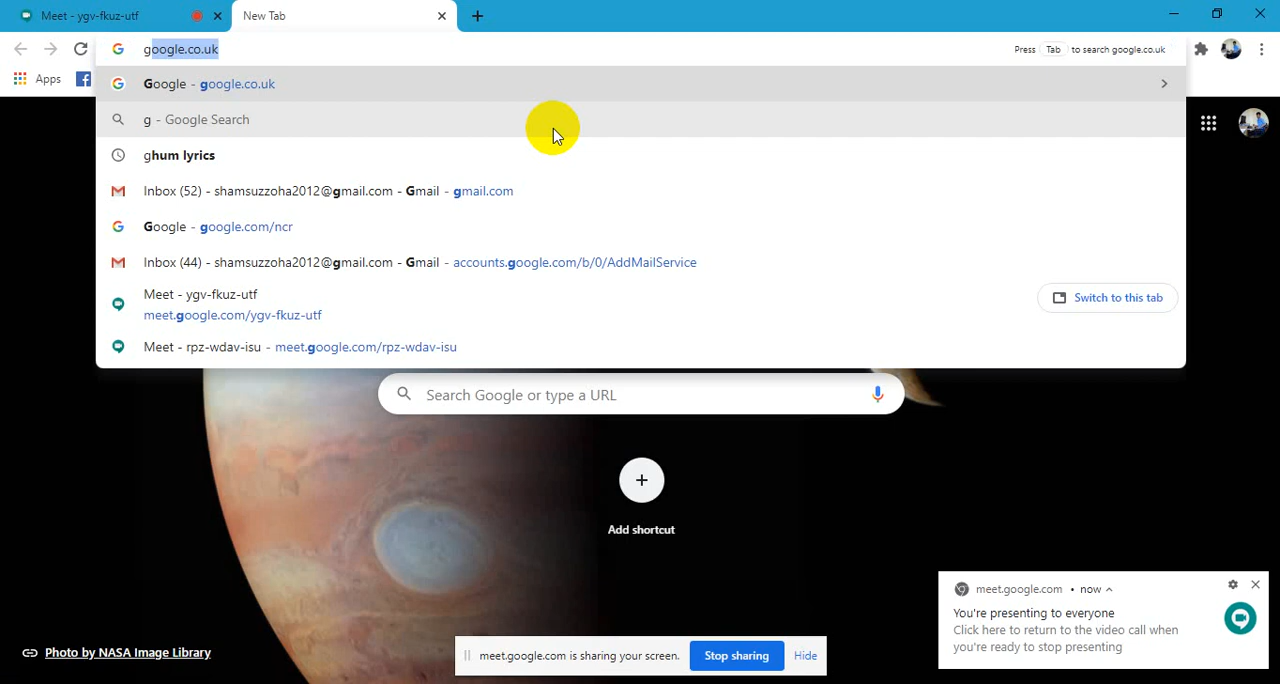 Meet - ygv-fkuz-utf
New Tab
google.co.uk
Press Tab to search google.co.uk
Apps
Google - google.co.uk
g - Google Search
ghum lyrics
Inbox (52) - shamsuzzoha2012@gmail.com - Gmail - gmail.com
Google - google.com/ncr
Inbox (44) - shamsuzzoha2012@gmail.com - Gmail - accounts.google.com/b/0/AddMailService
Meet - ygv-fkuz-utf
meet.google.com/ygv-fkuz-utf
Switch to this tab
Meet - rpz-wdav-isu - meet.google.com/rpz-wdav-isu
Search Google or type a URL
Add shortcut
meet.google.com • now
You're presenting to everyone
Click here to return to the video call when
you're ready to stop presenting
Photo by NASA Image Library
meet.google.com is sharing your screen. Stop sharing Hide